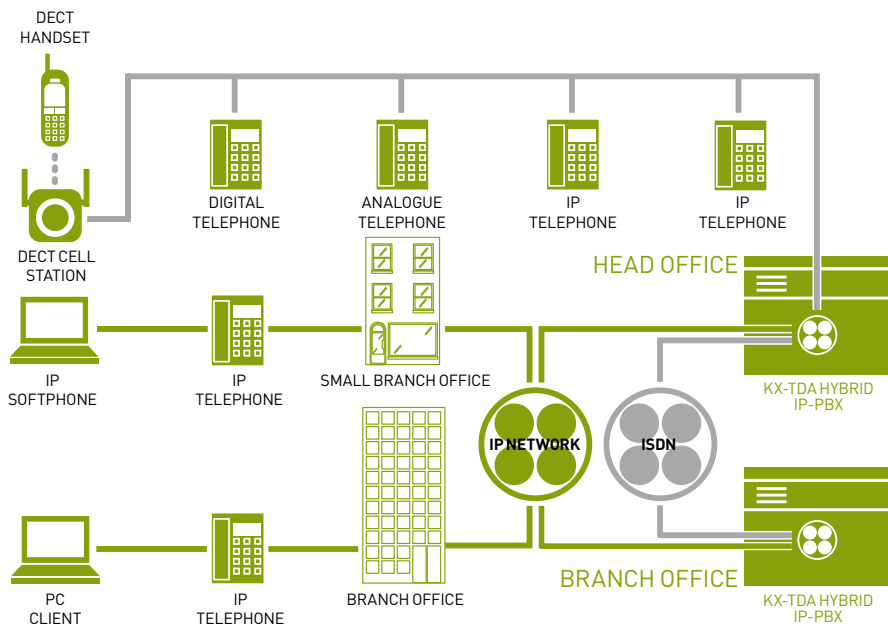 DECT
HANDSET
DIGITAL
TELEPHONE
ANALOGUE
TELEPHONE
IP
TELEPHONE
IP
TELEPHONE
DECT CELL
STATION
HEAD OFFICE
IP
SOFTPHONE
IP
TELEPHONE
SMALL BRANCH OFFICE
KX-TDA HYBRID
IP-PBX
IP NETWORK
ISDN
BRANCH OFFICE
PC
CLIENT
IP
TELEPHONE
BRANCH OFFICE
KX-TDA HYBRID
IP-PBX